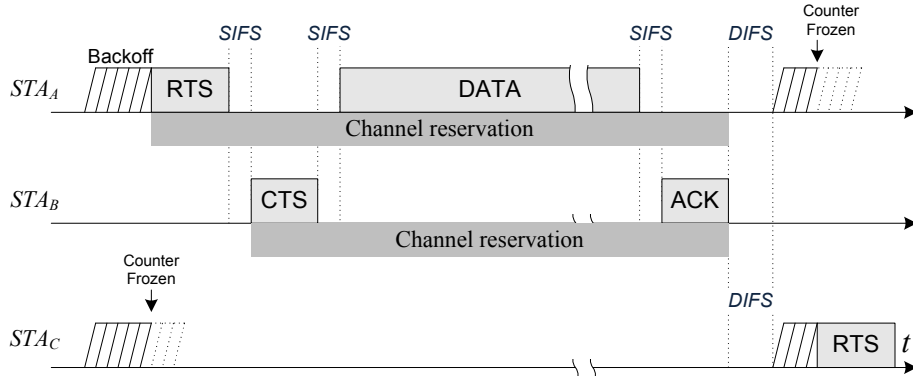 SIFS SIFS SIFS DIFS Counter
Frozen
Backoff
STA_A RTS DATA
Channel reservation
STA_B CTS ACK
Channel reservation
Counter
Frozen
DIFS
STA_C RTS t